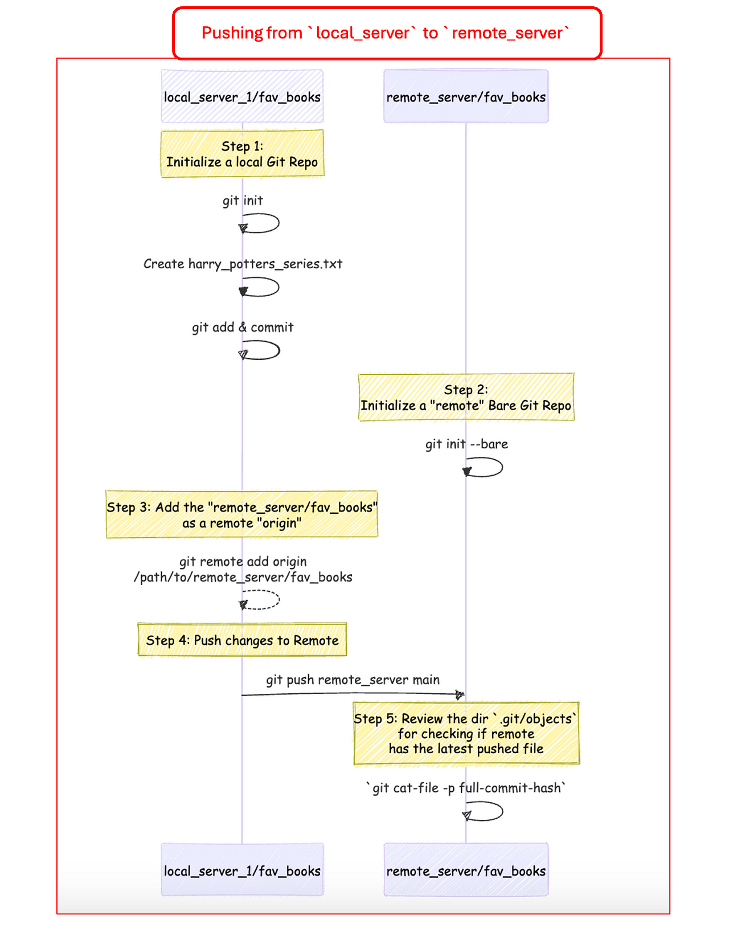 Pushing from `local_server` to `remote_server`
local_server_1/fav_books
remote_server/fav_books
Step 1:
Initialize a local Git Repo
git init
Create harry_potters_series.txt
git add & commit
Step 2:
Initialize a "remote" Bare Git Repo
git init --bare
Step 3: Add the "remote_server/fav_books"
as a remote "origin"
git remote add origin
/path/to/remote_server/fav_books
Step 4: Push changes to Remote
git push remote_server main
Step 5: Review the dir `.git/objects`
for checking if remote
has the latest pushed file
`git cat-file -p full-commit-hash`
local_server_1/fav_books
remote_server/fav_books